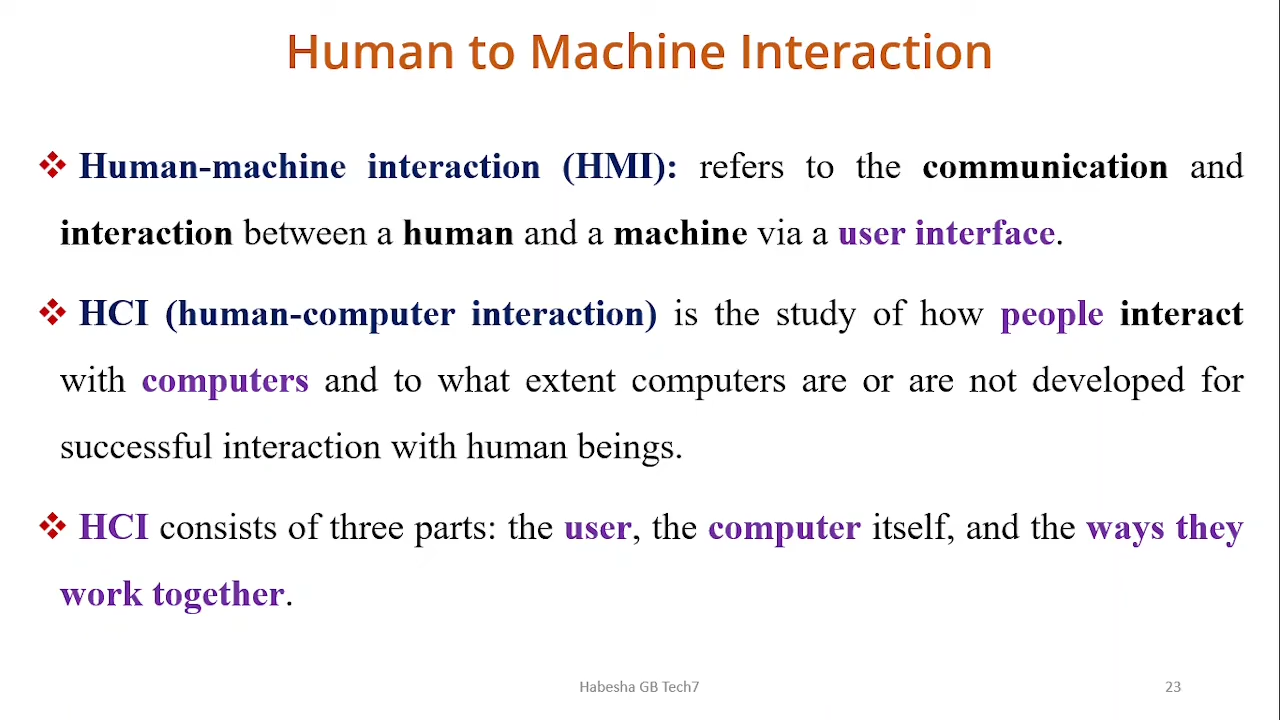 Human to Machine Interaction
❖ Human-machine interaction (HMI): refers to the communication and
interaction between a human and a machine via a user interface.
❖ HCI (human-computer interaction) is the study of how people interact
with computers and to what extent computers are or are not developed for
successful interaction with human beings.
❖ HCI consists of three parts: the user, the computer itself, and the ways they
work together.
Habesha GB Tech7
23